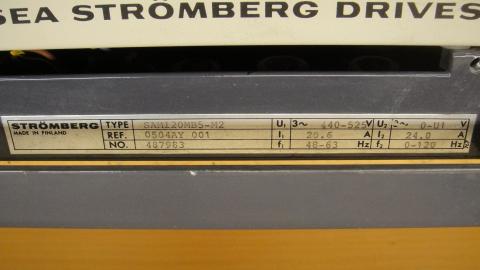 SEA STRÖMBERG DRIVES
STRÖMBERG TYPE SAMI20MB5-M2 U₁ 3~ 440-525 V U₂ 3~ 0-U1 V
MADE IN FINLAND REF. 0504AY 001 I₁ 20.6 A I₂ 24.0 A
NO. 487983 f₁ 48-63 Hz f₂ 0-120 Hz